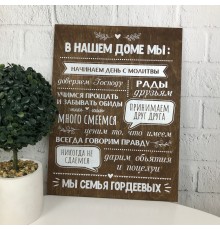 В НАШЕМ ДОМЕ МЫ:
НАЧИНАЕМ ДЕНЬ С МОЛИТВЫ
доверяем Господу
РАДЫ
друзьям
УЧИМСЯ ПРОЩАТЬ
И ЗАБЫВАТЬ ОБИДЫ
ПРИНИМАЕМ
ДРУГ ДРУГА
МНОГО СМЕЕМСЯ
ценим то, что имеем
ВСЕГДА ГОВОРИМ ПРАВДУ
НИКОГДА НЕ
СДАЕМСЯ
дарим объятия
и поцелуи
МЫ СЕМЬЯ ГОРДЕЕВЫХ